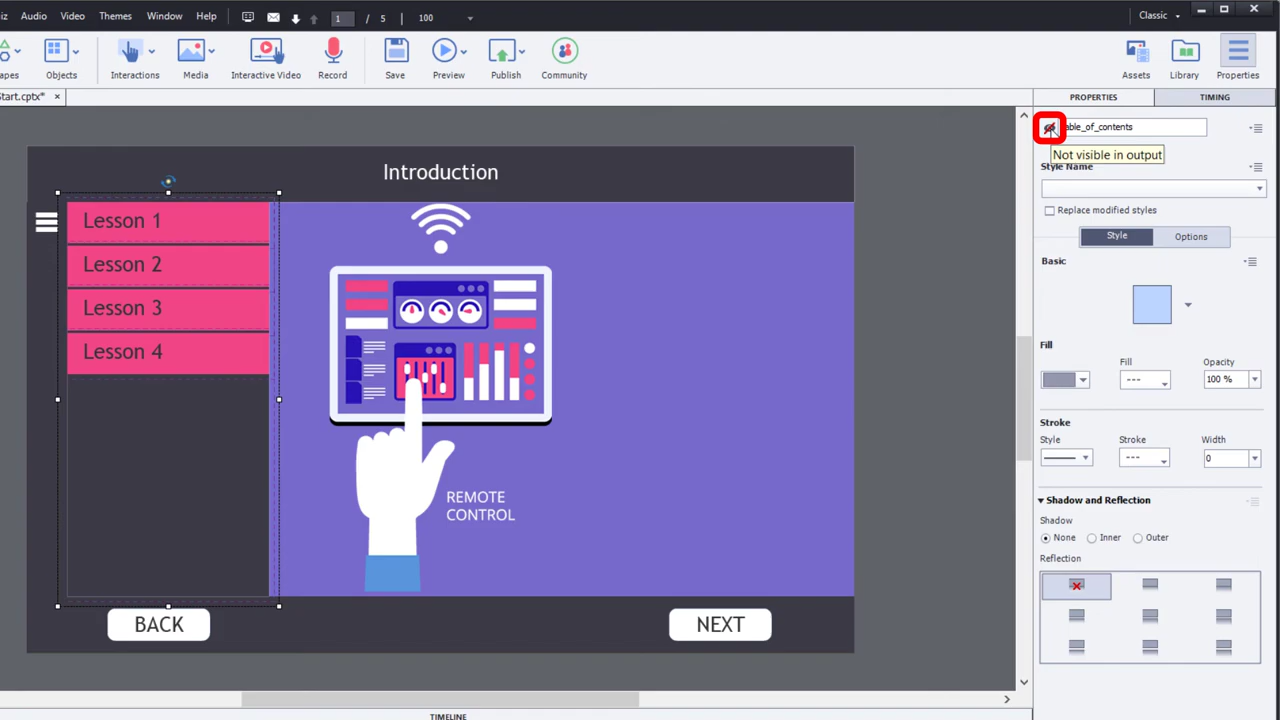 iz Audio Video Themes Window Help 1 / 5 100 Classic
apes Objects Interactions Media Interactive Video Record Save Preview Publish Community Assets Library Properties
Start.cptx* ×
PROPERTIES TIMING
able_of_contents
Not visible in output
Style Name
Replace modified styles
Style Options
Basic
Fill
Fill Opacity
--- 100 %
Stroke
Style Stroke Width
--- 0
Shadow and Reflection
Shadow
None Inner Outer
Reflection
Introduction
Lesson 1
Lesson 2
Lesson 3
Lesson 4
REMOTE
CONTROL
BACK NEXT
TIMELINE